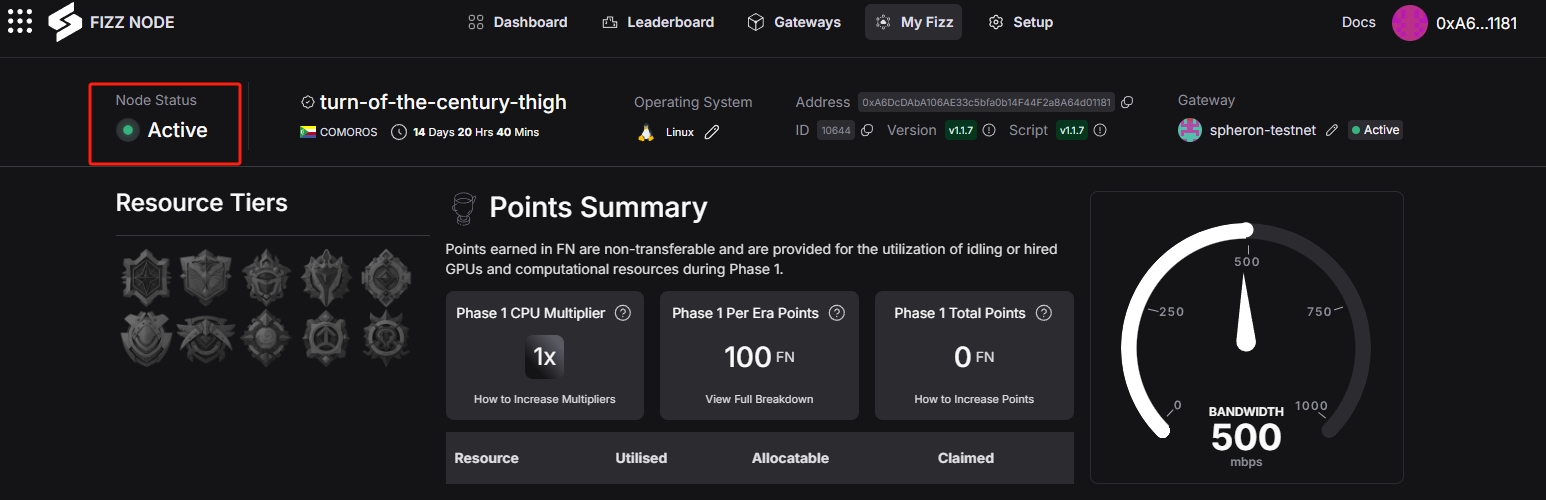 FIZZ NODE
Dashboard
Leaderboard
Gateways
My Fizz
Setup
Docs
0xA6...1181
Node Status
Active
turn-of-the-century-thigh
COMOROS
14 Days 20 Hrs 40 Mins
Operating System
Linux
Address 0xA6DcDAbA106AE33c5bfa0b14F44F2a8A64d01181
ID 10644 Version v1.1.7 Script v1.1.7
Gateway
spheron-testnet Active
Resource Tiers
Points Summary
Points earned in FN are non-transferable and are provided for the utilization of idling or hired
GPUs and computational resources during Phase 1.
Phase 1 CPU Multiplier
1x
How to Increase Multipliers
Phase 1 Per Era Points
100 FN
View Full Breakdown
Phase 1 Total Points
0 FN
How to Increase Points
Resource Utilised Allocatable Claimed
500
250
750
0
1000
BANDWIDTH
500
mbps